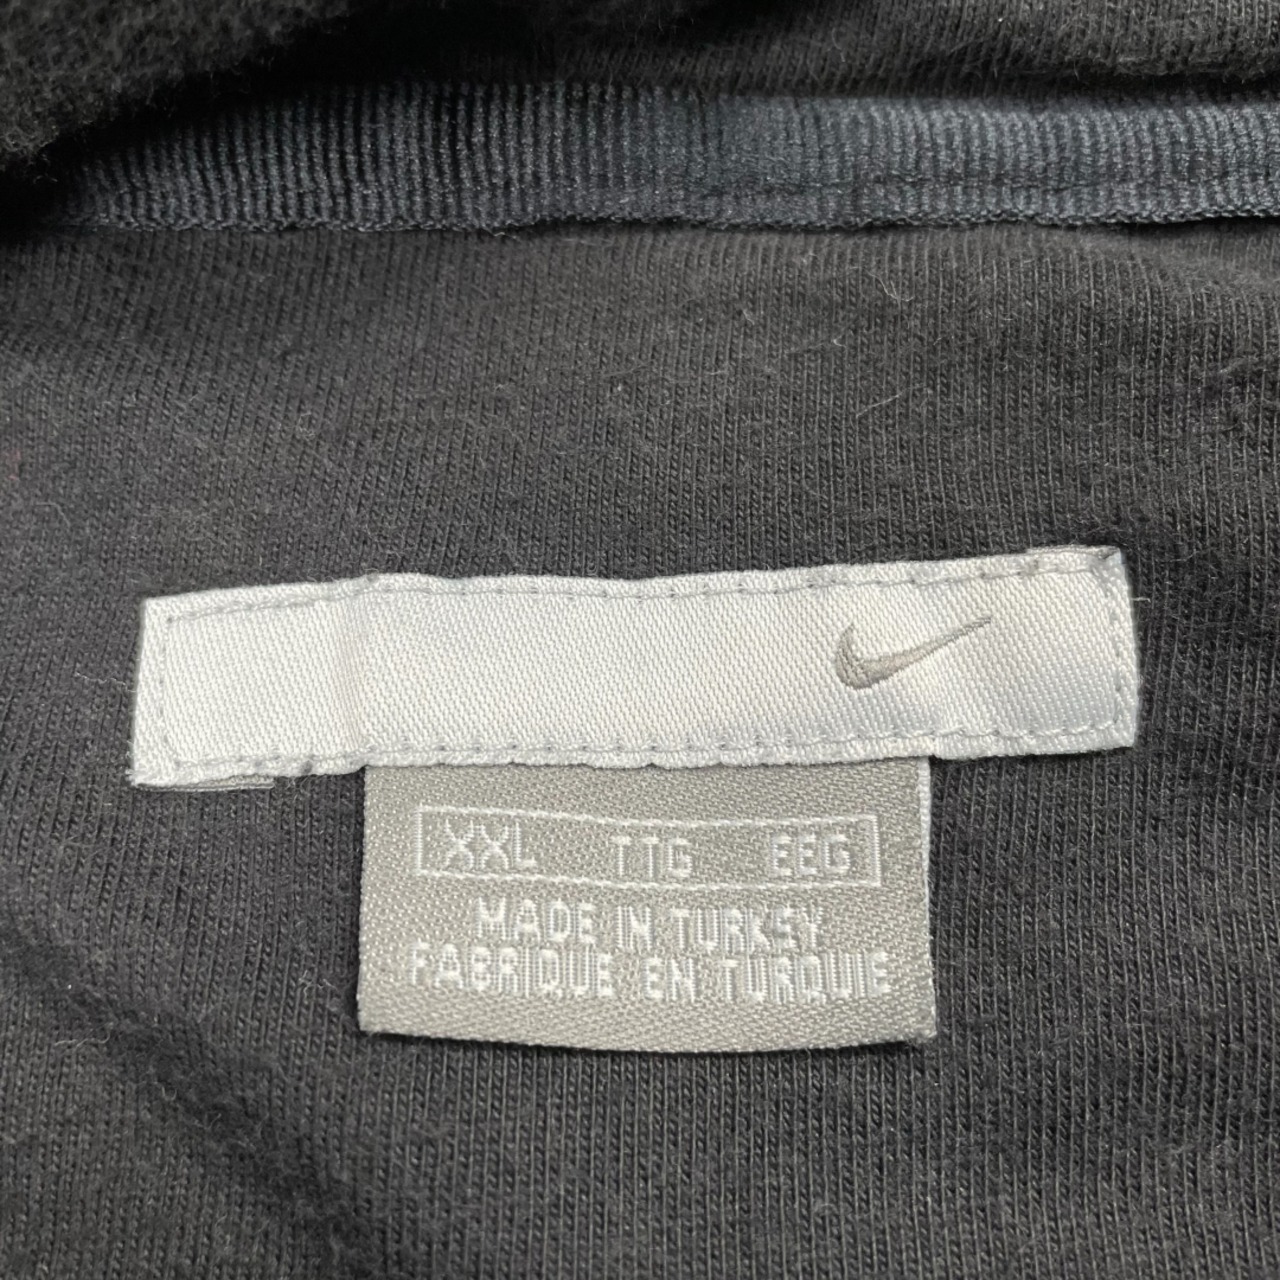 XXL TTG EEG
MADE IN TURKEY
FABRIQUE EN TURQUIE